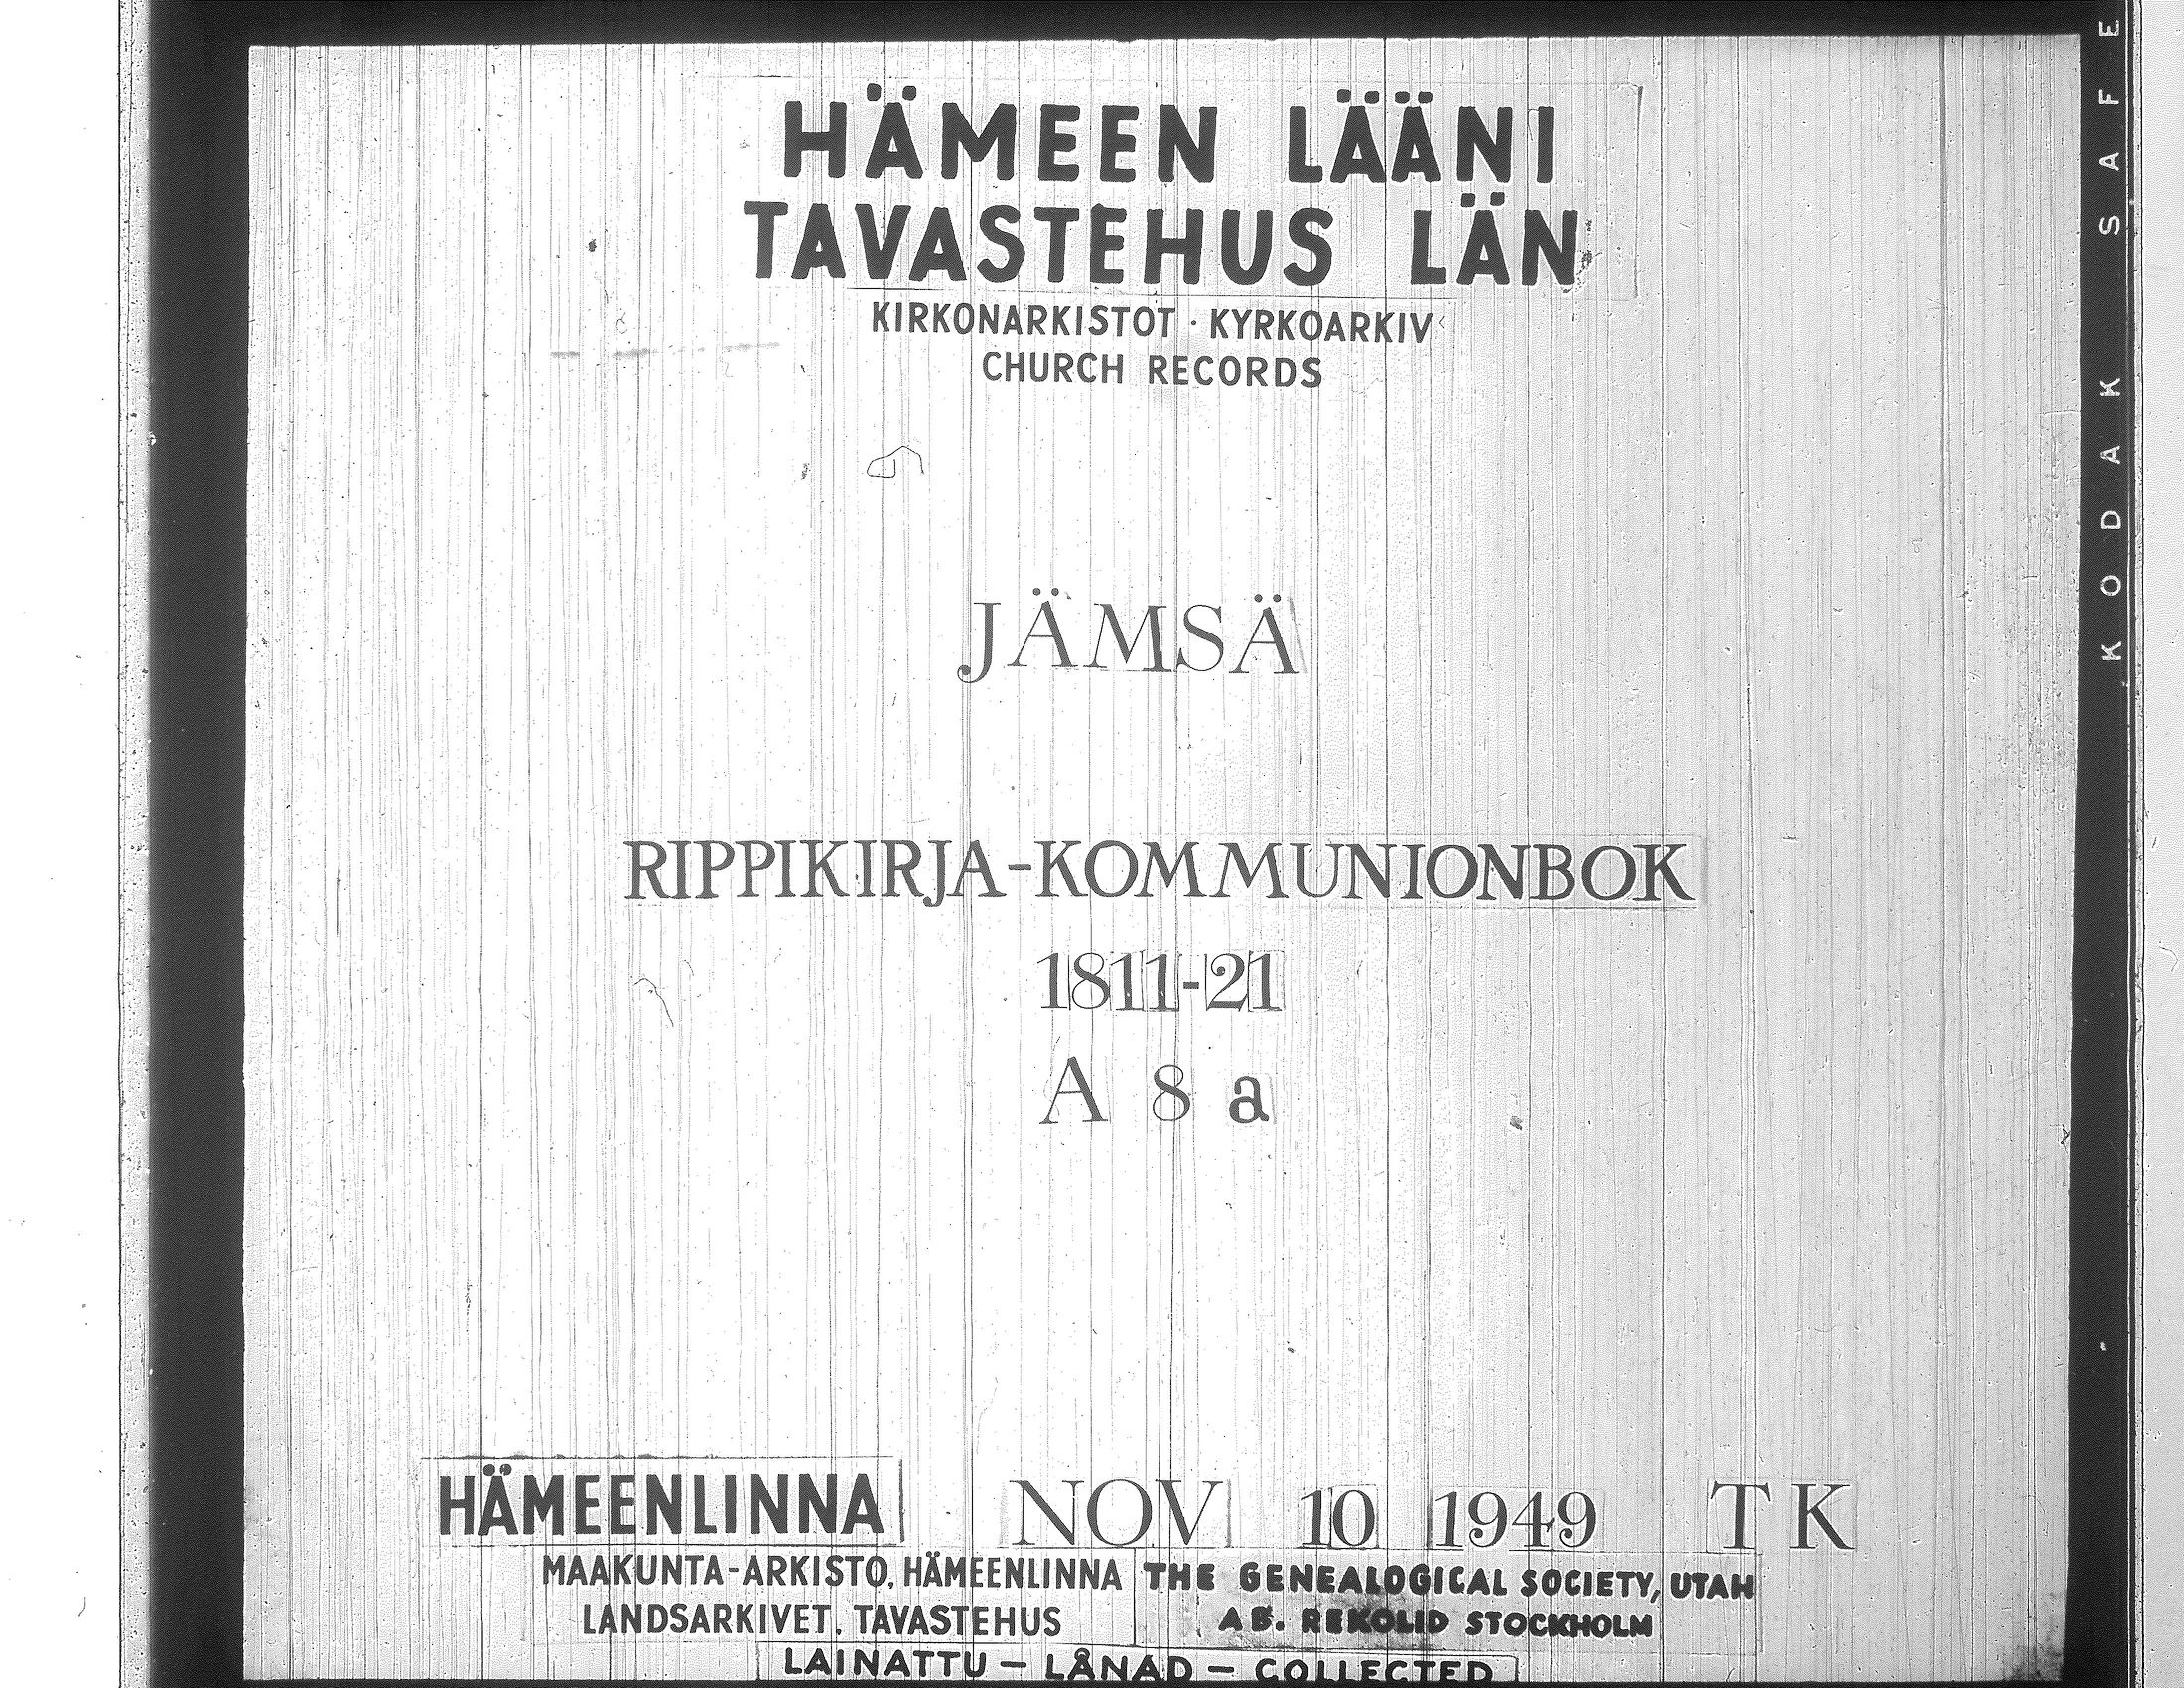 HÄMEEN LÄÄNI
TAVASTEHUS LÄN
KIRKONARKISTOT · KYRKOARKIV
CHURCH RECORDS
JÄMSÄ
RIPPIKIRJA-KOMMUNIONBOK
1811-21
A 8 a
HÄMEENLINNA NOV 10 1949 TK
MAAKUNTA-ARKISTO, HÄMEENLINNA THE GENEALOGICAL SOCIETY, UTAH
LANDSARKIVET, TAVASTEHUS AB. REKOLID STOCKHOLM
LAINATTU – LÅNAD – COLLECTED
KODAK SAFE